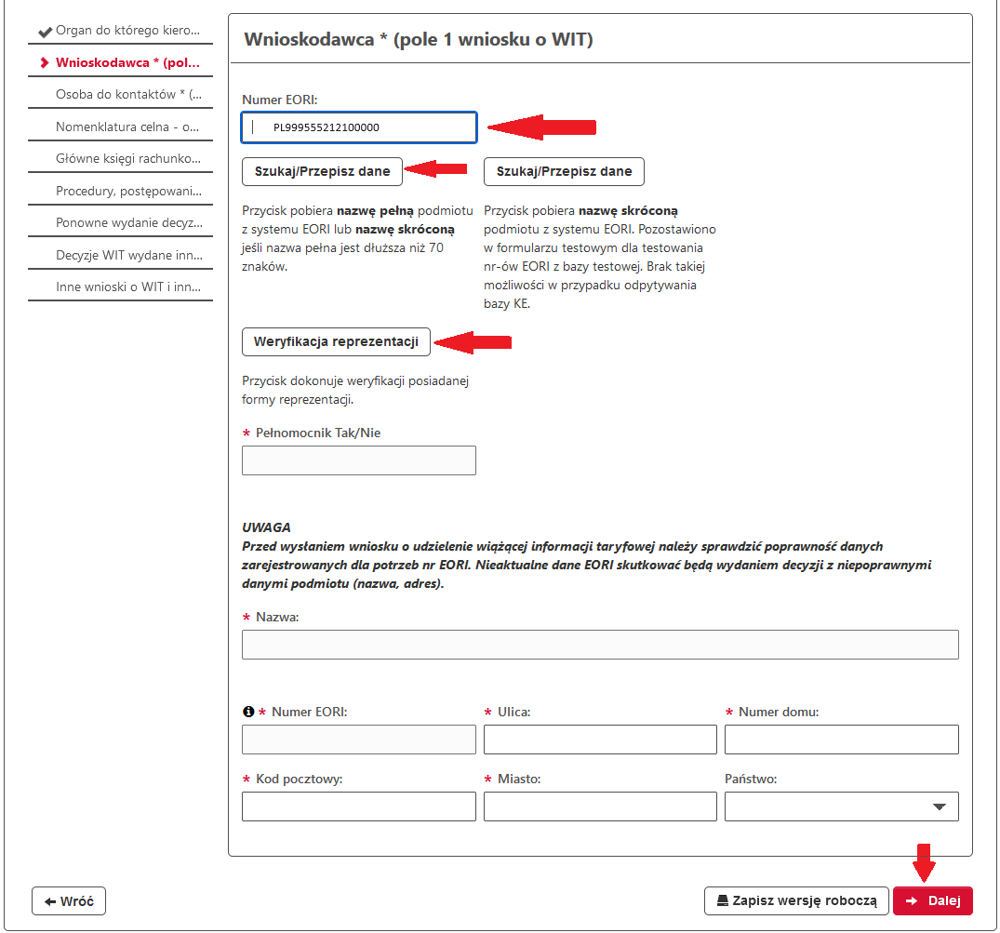 Organ do którego kiero...
Wnioskodawca * (pol...
Osoba do kontaktów * (...
Nomenklatura celna - o...
Główne księgi rachunko...
Procedury, postępowani...
Ponowne wydanie decyz...
Decyzje WIT wydane inn...
Inne wnioski o WIT i inn...
Wnioskodawca * (pole 1 wniosku o WIT)
Numer EORI:
PL999555212100000
Szukaj/Przepisz dane
Przycisk pobiera nazwę pełną podmiotu
z systemu EORI lub nazwę skróconą
jeśli nazwa pełna jest dłuższa niż 70
znaków.
Szukaj/Przepisz dane
Przycisk pobiera nazwę skróconą
podmiotu z systemu EORI. Pozostawiono
w formularzu testowym dla testowania
nr-ów EORI z bazy testowej. Brak takiej
możliwości w przypadku odpytywania
bazy KE.
Weryfikacja reprezentacji
Przycisk dokonuje weryfikacji posiadanej
formy reprezentacji.
* Pełnomocnik Tak/Nie
UWAGA
Przed wysłaniem wniosku o udzielenie wiążącej informacji taryfowej należy sprawdzić poprawność danych
zarejestrowanych dla potrzeb nr EORI. Nieaktualne dane EORI skutkować będą wydaniem decyzji z niepoprawnymi
danymi podmiotu (nazwa, adres).
* Nazwa:
* Numer EORI:
* Ulica:
* Numer domu:
* Kod pocztowy:
* Miasto:
Państwo:
Wróć
Zapisz wersję roboczą
Dalej